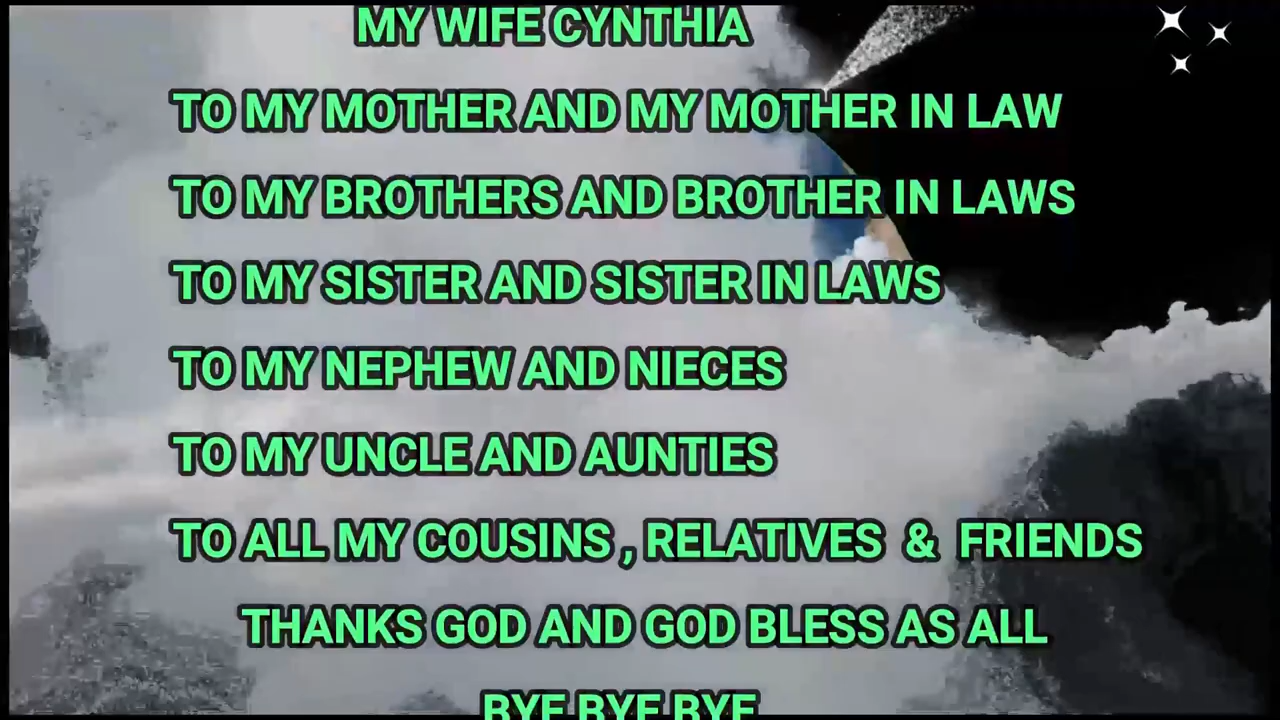 MY WIFE CYNTHIA
TO MY MOTHER AND MY MOTHER IN LAW
TO MY BROTHERS AND BROTHER IN LAWS
TO MY SISTER AND SISTER IN LAWS
TO MY NEPHEW AND NIECES
TO MY UNCLE AND AUNTIES
TO ALL MY COUSINS , RELATIVES & FRIENDS
THANKS GOD AND GOD BLESS AS ALL
BYE BYE BYE